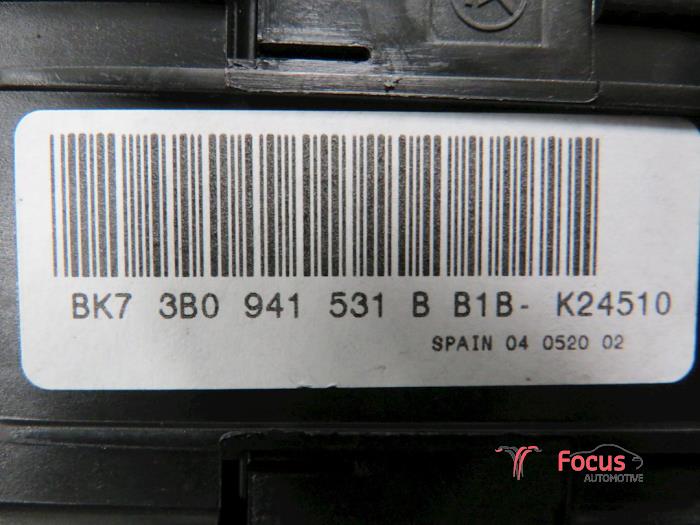 BK7 3B0 941 531 B B1B- K24510
SPAIN 04 0520 02
Focus
AUTOMOTIVE